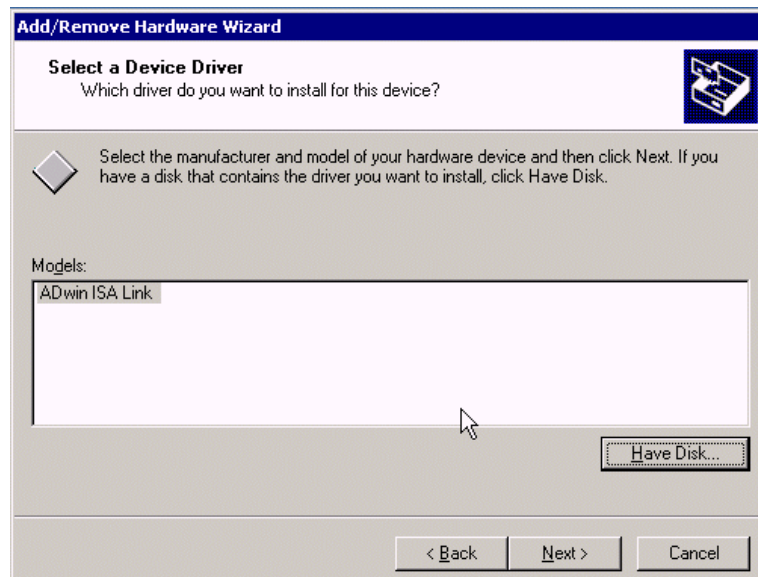 Add/Remove Hardware Wizard
Select a Device Driver
Which driver do you want to install for this device?
Select the manufacturer and model of your hardware device and then click Next. If you
have a disk that contains the driver you want to install, click Have Disk.
Models:
ADwin ISA Link
Have Disk...
< Back Next > Cancel